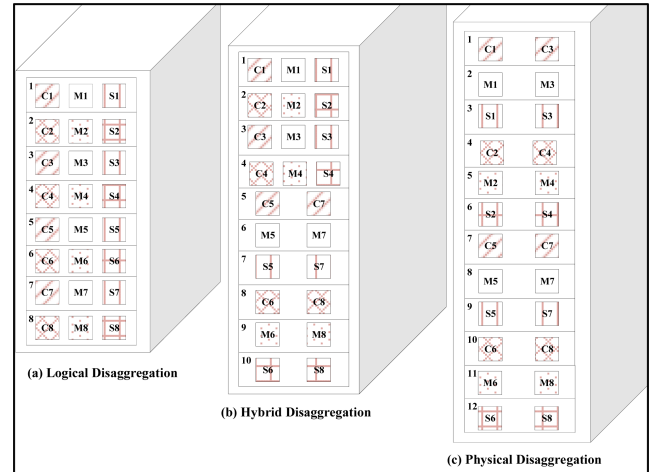 1 C1 M1 S1
2 C2 M2 S2
3 C3 M3 S3
4 C4 M4 S4
5 C5 M5 S5
6 C6 M6 S6
7 C7 M7 S7
8 C8 M8 S8
(a) Logical Disaggregation
1 C1 M1 S1
2 C2 M2 S2
3 C3 M3 S3
4 C4 M4 S4
5 C5 C7
6 M5 M7
7 S5 S7
8 C6 C8
9 M6 M8
10 S6 S8
(b) Hybrid Disaggregation
1 C1 C3
2 M1 M3
3 S1 S3
4 C2 C4
5 M2 M4
6 S2 S4
7 C5 C7
8 M5 M7
9 S5 S7
10 C6 C8
11 M6 M8
12 S6 S8
(c) Physical Disaggregation